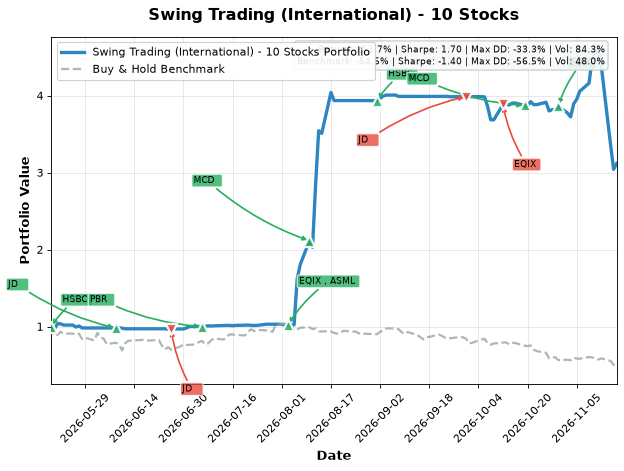 Swing Trading (International) - 10 Stocks
7% | Sharpe: 1.70 | Max DD: -33.3% | Vol: 84.3%
Sharpe: -1.40 | Max DD: -56.5% | Vol: 48.0%
Swing Trading (International) - 10 Stocks Portfolio
Buy & Hold Benchmark
HSB
MCD
JD
EQIX
MCD
EQIX , ASML
JD
HSBC
PBR
JD
Portfolio Value
4
3
2
1
2026-05-29
2026-06-14
2026-06-30
2026-07-16
2026-08-01
2026-08-17
2026-09-02
2026-09-18
2026-10-04
2026-10-20
2026-11-05
Date